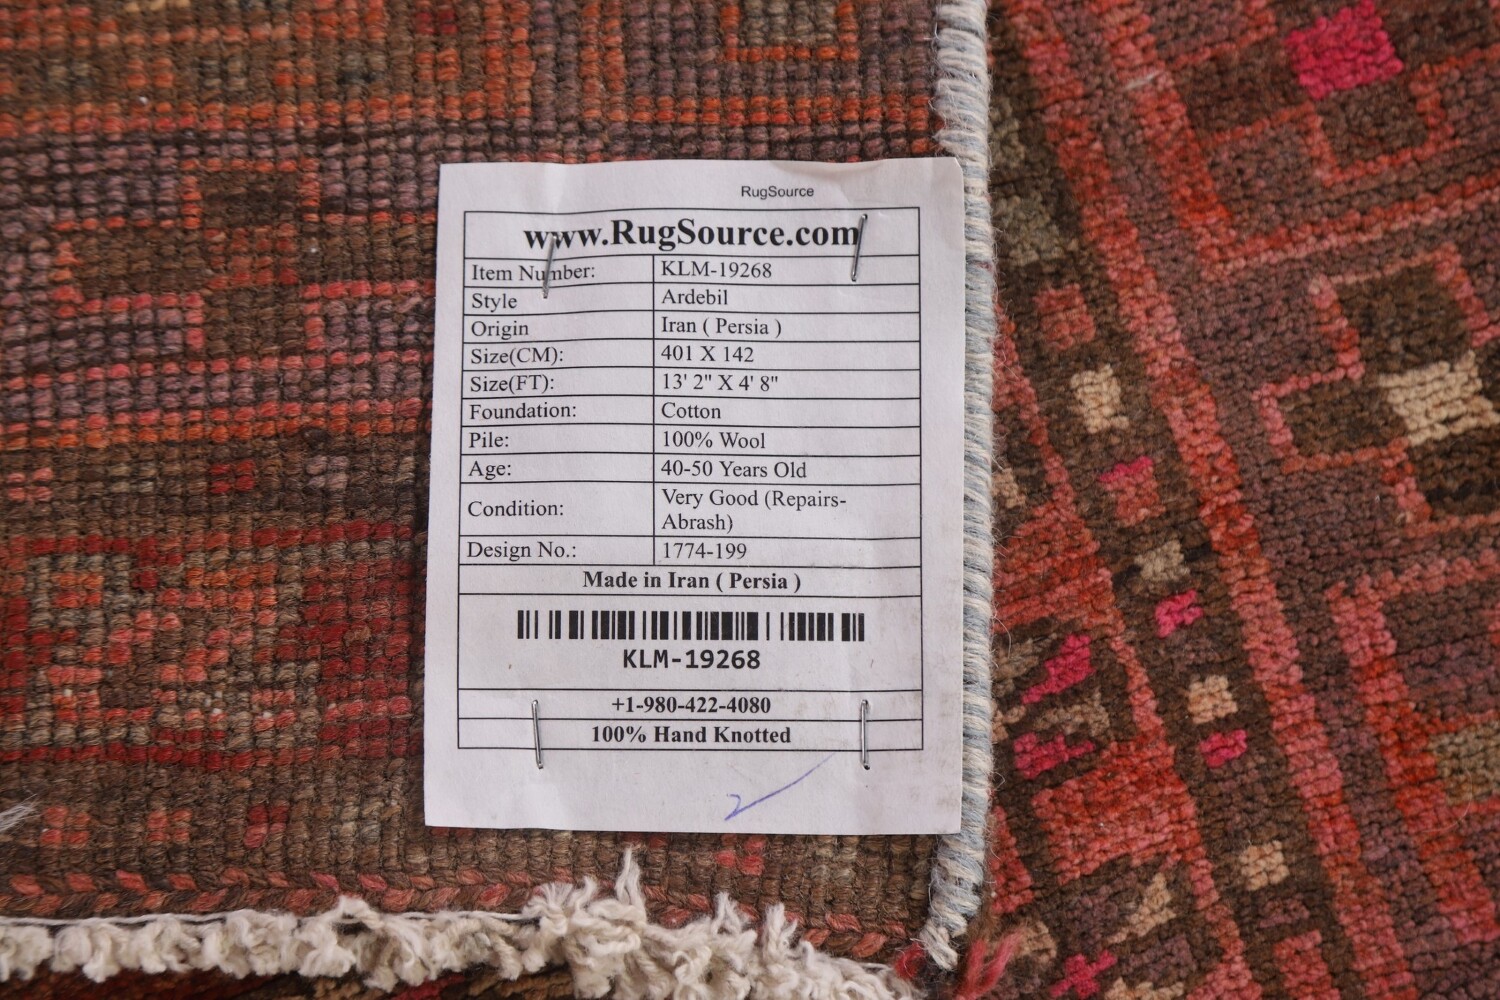 RugSource
www.RugSource.com
Item Number: KLM-19268
Style Ardebil
Origin Iran ( Persia )
Size(CM): 401 X 142
Size(FT): 13' 2" X 4' 8"
Foundation: Cotton
Pile: 100% Wool
Age: 40-50 Years Old
Condition: Very Good (Repairs-
Abrash)
Design No.: 1774-199
Made in Iran ( Persia )
KLM-19268
+1-980-422-4080
100% Hand Knotted